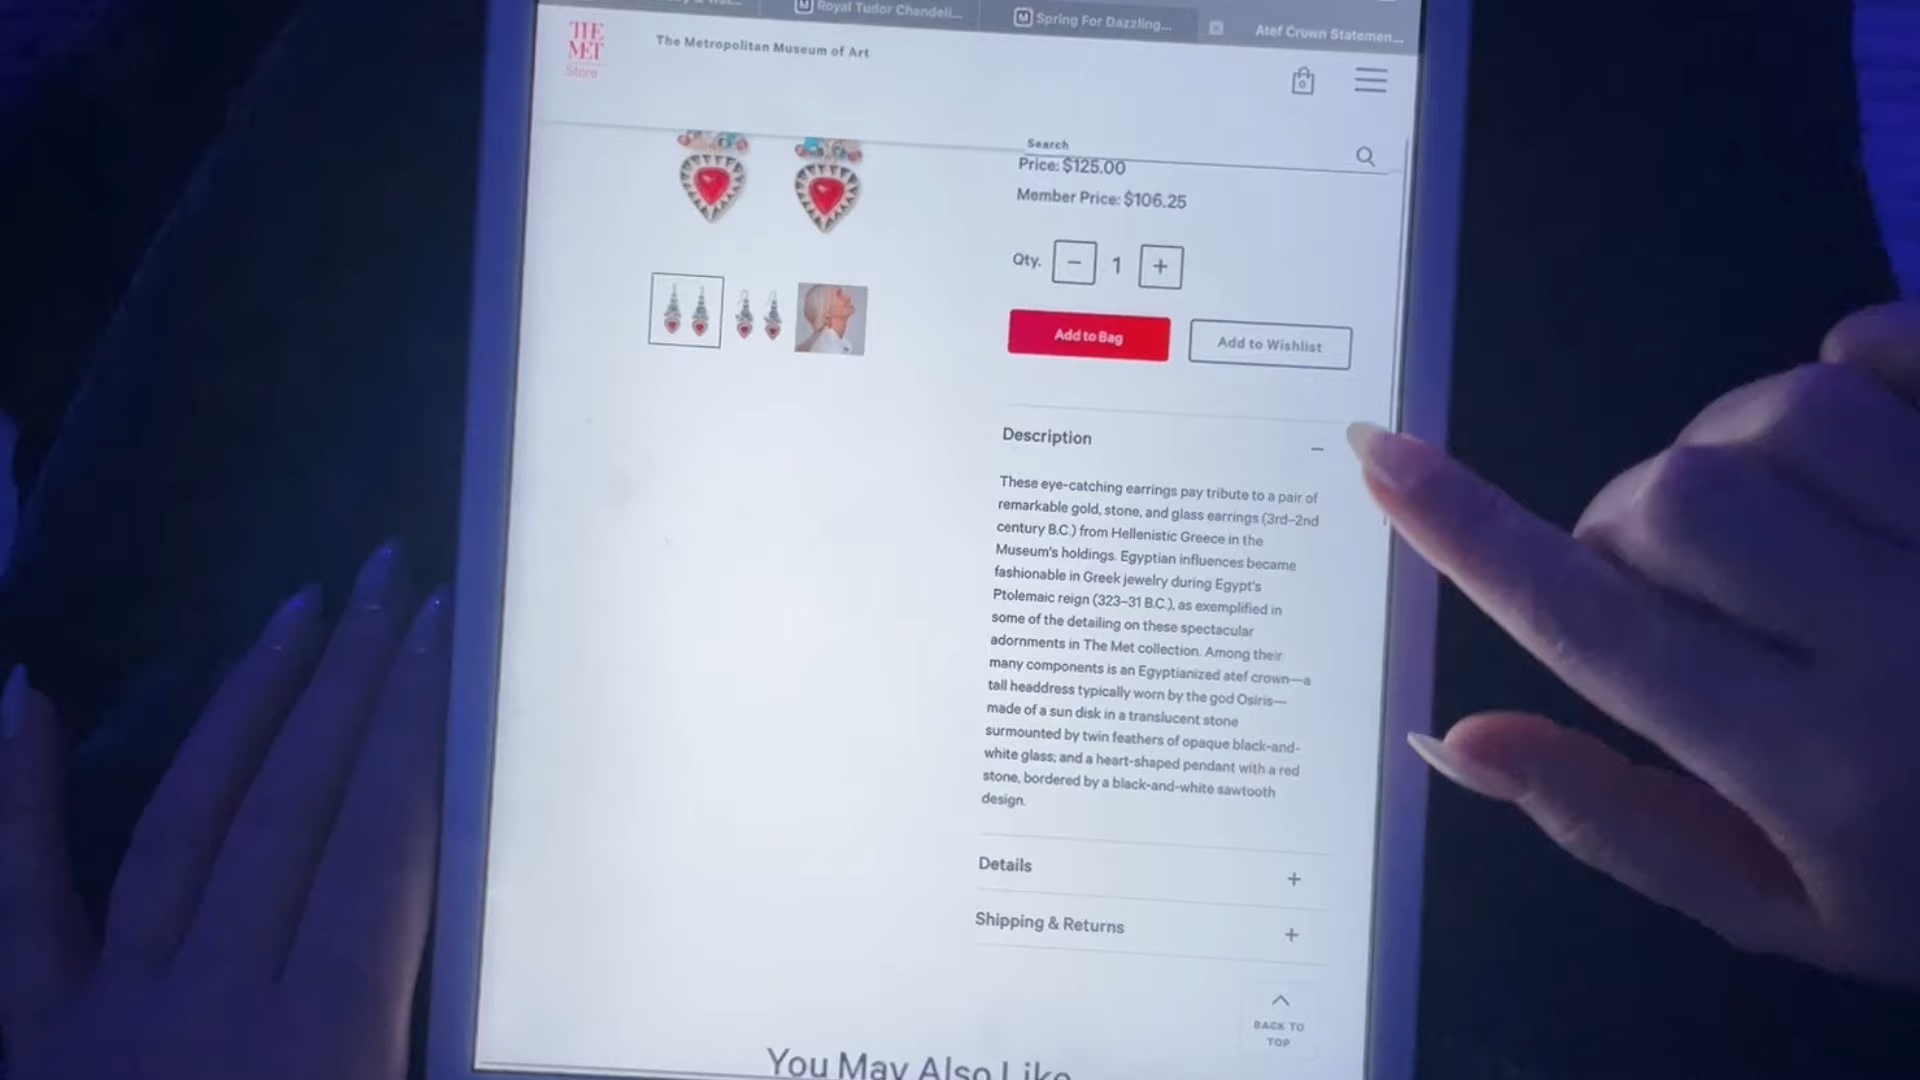 Royal Tudor Chandeli...
Spring For Dazzling...
Atef Crown Statemen...
THE
MET
Store
The Metropolitan Museum of Art
0
Search
Price: $125.00
Member Price: $106.25
Qty. − 1 +
Add to Bag
Add to Wishlist
Description
These eye-catching earrings pay tribute to a pair of
remarkable gold, stone, and glass earrings (3rd–2nd
century B.C.) from Hellenistic Greece in the
Museum's holdings. Egyptian influences became
fashionable in Greek jewelry during Egypt's
Ptolemaic reign (323–31 B.C.), as exemplified in
some of the detailing on these spectacular
adornments in The Met collection. Among their
many components is an Egyptianized atef crown—a
tall headdress typically worn by the god Osiris—
made of a sun disk in a translucent stone
surmounted by twin feathers of opaque black-and-
white glass; and a heart-shaped pendant with a red
stone, bordered by a black-and-white sawtooth
design.
Details +
Shipping & Returns +
BACK TO
TOP
You May Also Like